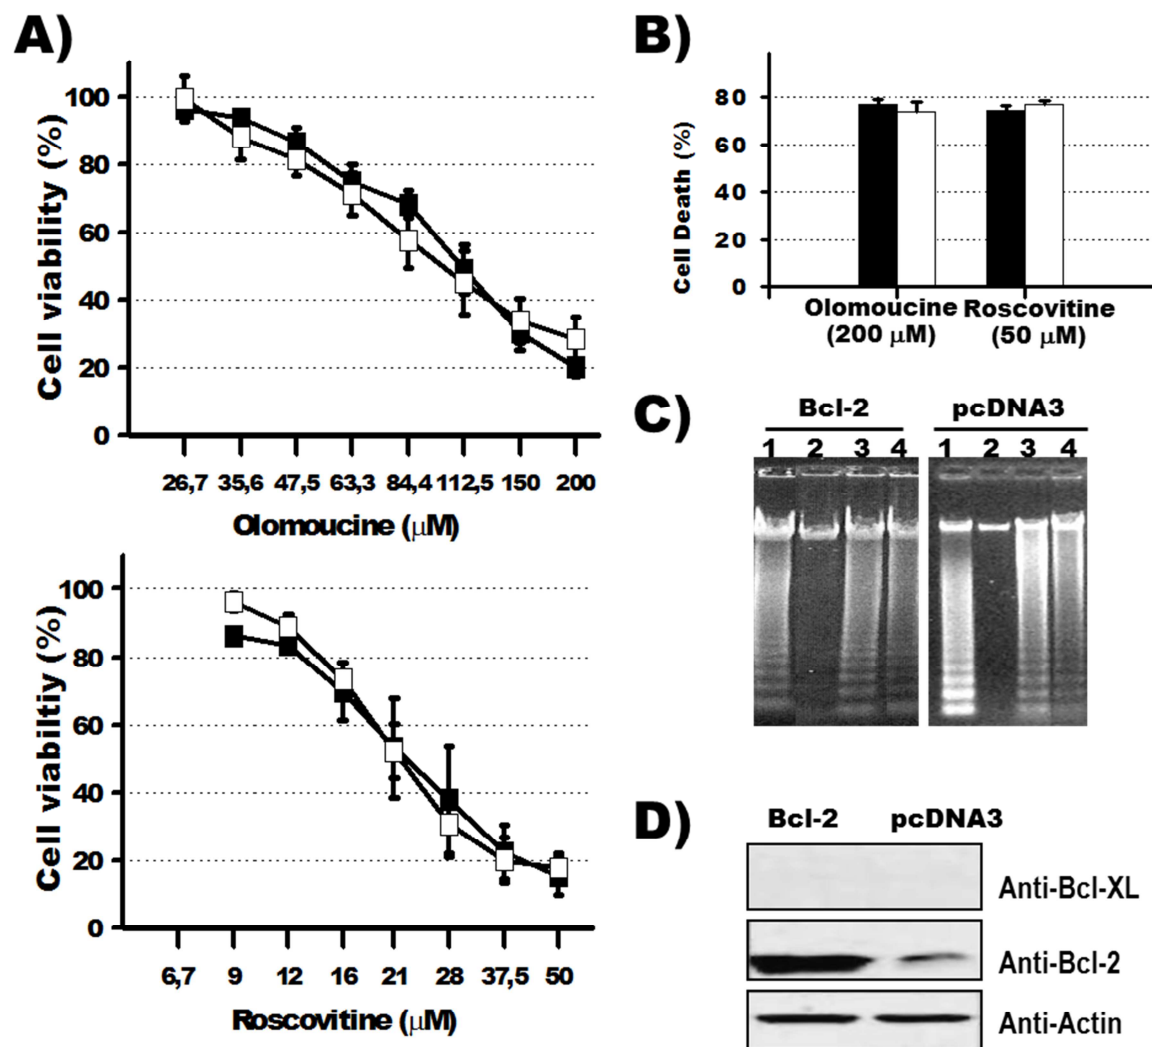 A)
Cell viability (%)
100
80
60
40
20
0
26,7 35,6 47,5 63,3 84,4 112,5 150 200
Olomoucine (μM)
Cell viabiltiy (%)
100
80
60
40
20
0
6,7 9 12 16 21 28 37,5 50
Roscovitine (μM)
B)
Cell Death (%)
80
60
40
20
0
Olomoucine Roscovitine
(200 μM) (50 μM)
C)
Bcl-2 pcDNA3
1 2 3 4 1 2 3 4
D)
Bcl-2 pcDNA3
Anti-Bcl-XL
Anti-Bcl-2
Anti-Actin